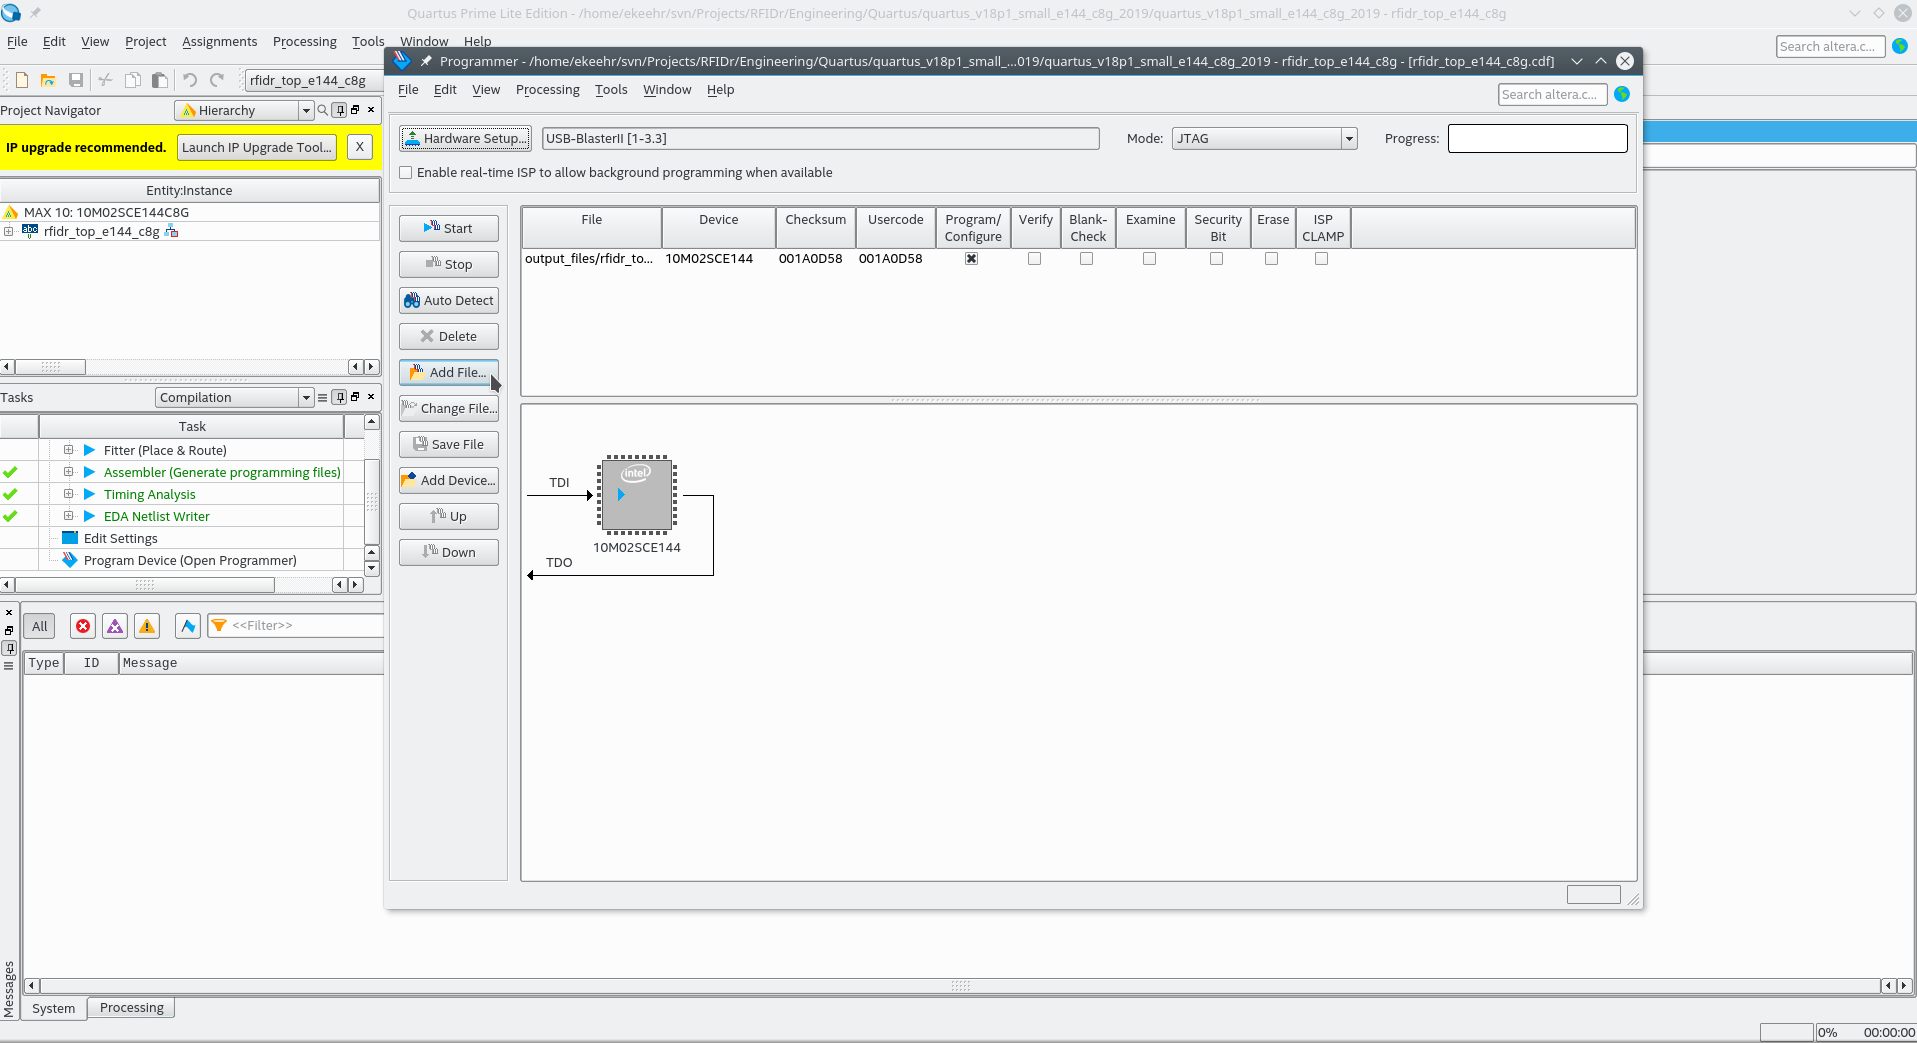 Quartus Prime Lite Edition - /home/ekeehr/svn/Projects/RFIDr/Engineering/Quartus/quartus_v18p1_small_e144_c8g_2019/quartus_v18p1_small_e144_c8g_2019 - rfidr_top_e144_c8g
File Edit View Project Assignments Processing Tools Window Help
Search altera.c...
rfidr_top_e144_c8g
Project Navigator
Hierarchy
IP upgrade recommended.
Launch IP Upgrade Tool...
X
Entity:Instance
MAX 10: 10M02SCE144C8G
abc rfidr_top_e144_c8g
Tasks
Compilation
Task
Fitter (Place & Route)
Assembler (Generate programming files)
Timing Analysis
EDA Netlist Writer
Edit Settings
Program Device (Open Programmer)
Programmer - /home/ekeehr/svn/Projects/RFIDr/Engineering/Quartus/quartus_v18p1_small_...019/quartus_v18p1_small_e144_c8g_2019 - rfidr_top_e144_c8g - [rfidr_top_e144_c8g.cdf]
File Edit View Processing Tools Window Help
Search altera.c...
Hardware Setup...
USB-BlasterII [1-3.3]
Mode:
JTAG
Progress:
Enable real-time ISP to allow background programming when available
Start
Stop
Auto Detect
Delete
Add File...
Change File...
Save File
Add Device...
Up
Down
File Device Checksum Usercode Program/ Verify Blank- Examine Security Erase ISP
Configure Check Bit CLAMP
output_files/rfidr_to... 10M02SCE144 001A0D58 001A0D58
intel
TDI
10M02SCE144
TDO
All
<<Filter>>
Type ID Message
Messages
System Processing
0% 00:00:00